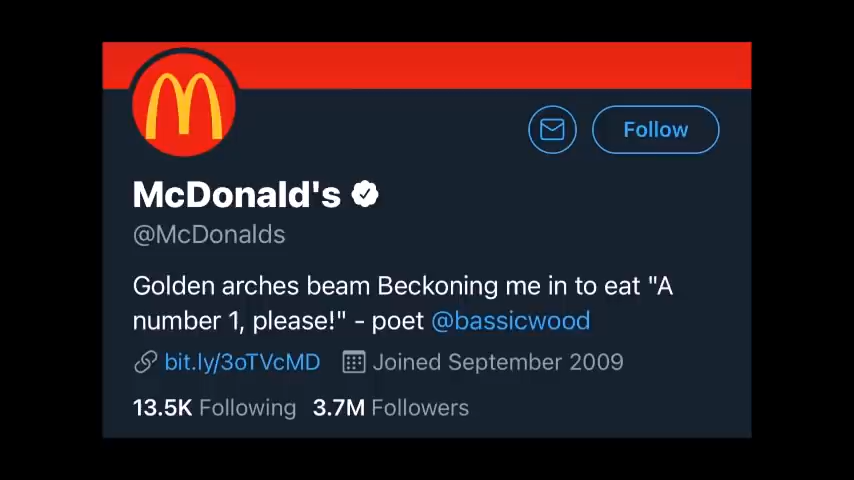 Follow
McDonald's
@McDonalds
Golden arches beam Beckoning me in to eat "A
number 1, please!" - poet @bassicwood
bit.ly/3oTVcMD Joined September 2009
13.5K Following 3.7M Followers